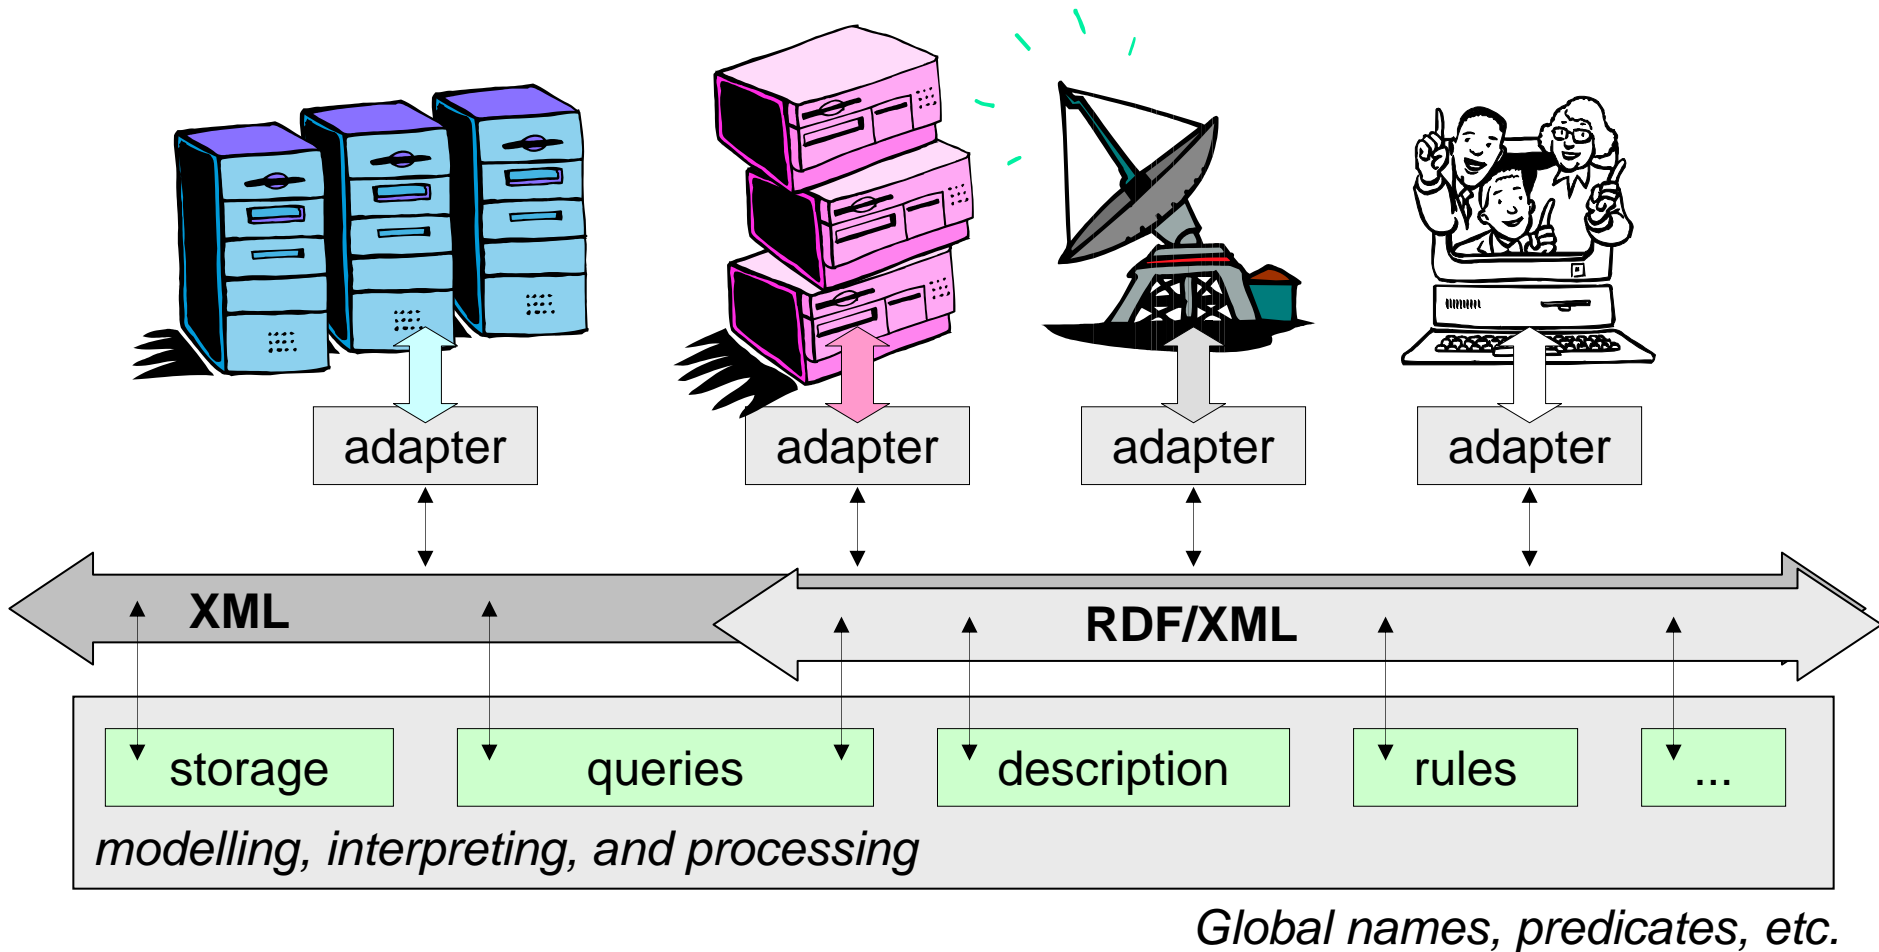 adapter
adapter
adapter
adapter
XML
RDF/XML
storage
queries
description
rules
...
modelling, interpreting, and processing
Global names, predicates, etc.